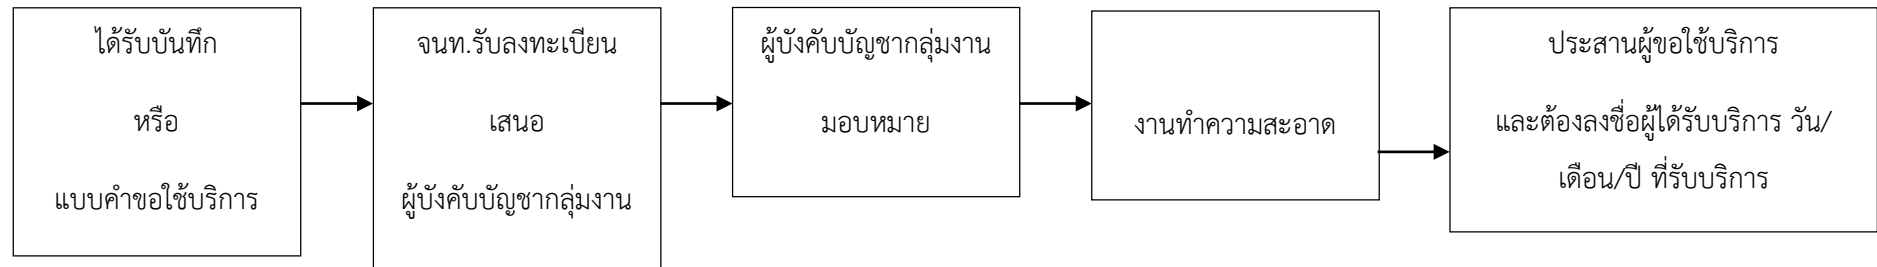 ได้รับบันทึก
หรือ
แบบคำขอใช้บริการ
จนท.รับลงทะเบียน
เสนอ
ผู้บังคับบัญชากลุ่มงาน
ผู้บังคับบัญชากลุ่มงาน
มอบหมาย
งานทำความสะอาด
ประสานผู้ขอใช้บริการ
และต้องลงชื่อผู้ได้รับบริการ วัน/
เดือน/ปี ที่รับบริการ